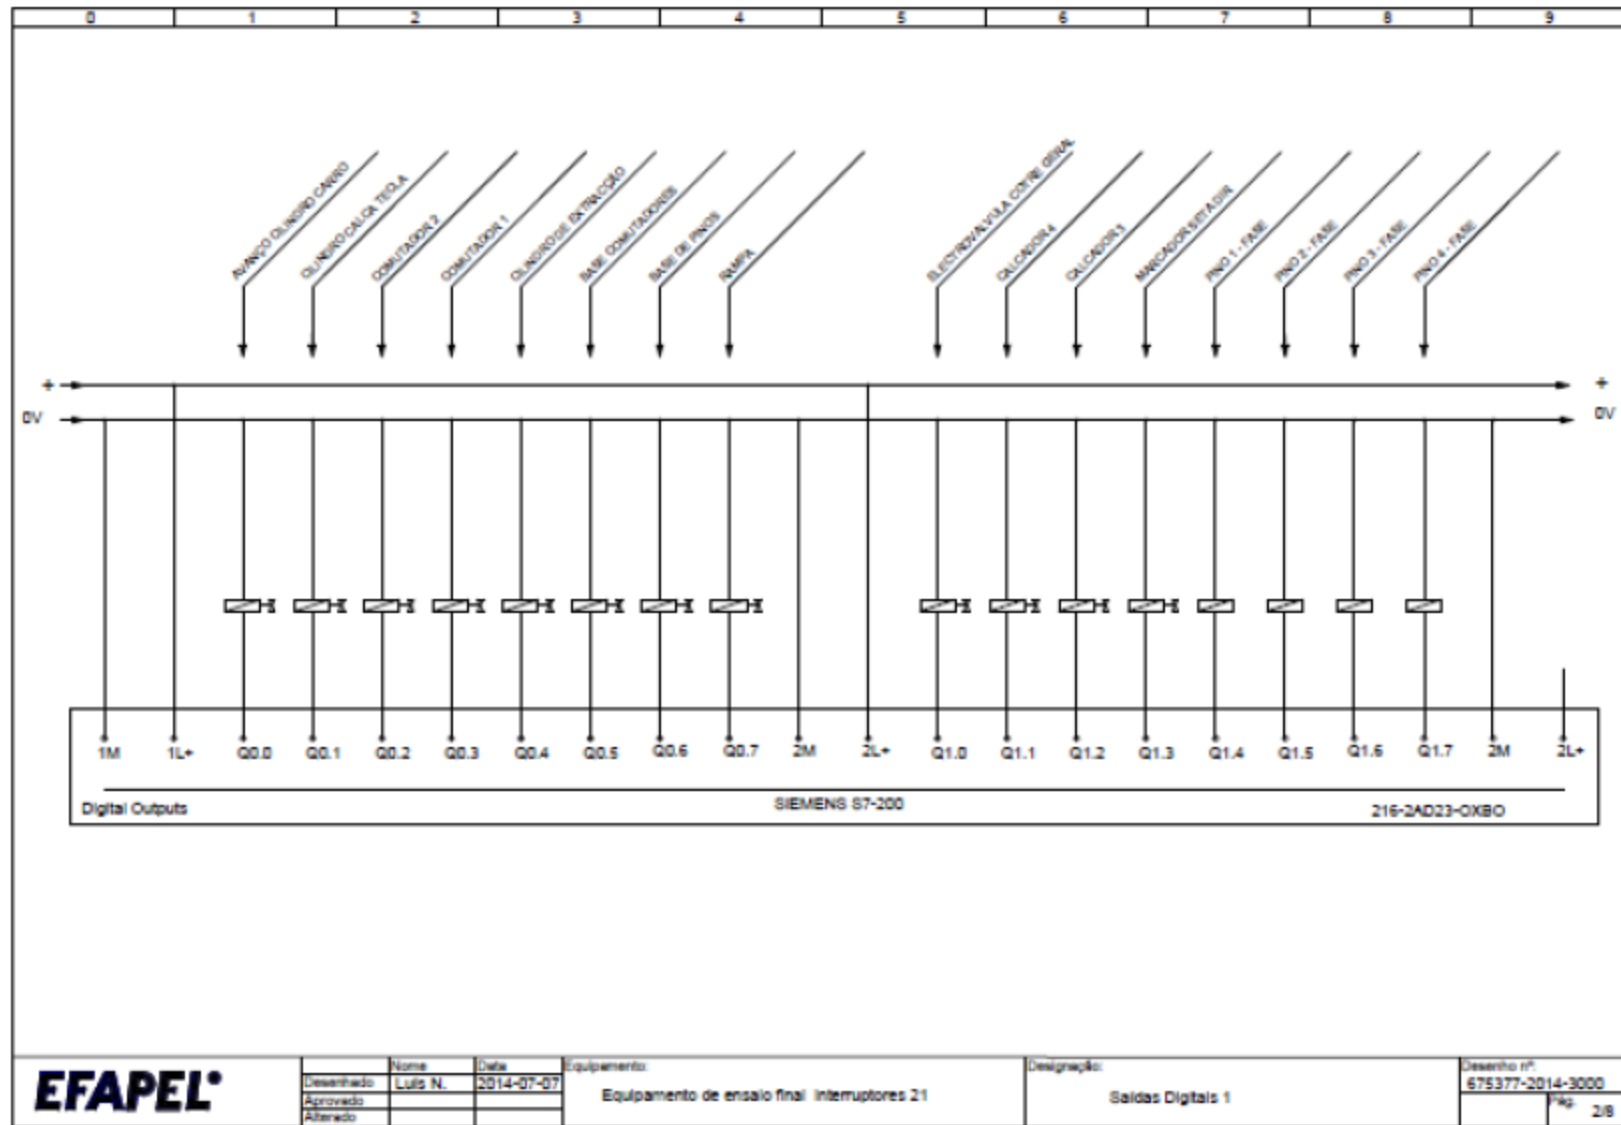 0 1 2 3 4 5 6 7 8 9
AVANÇO CILINDRO CARRO
CILINDRO CALCA TECLA
COMUTADOR 2
COMUTADOR 1
CILINDRO DE EXTRACÇÃO
BASE COMUTADORES
BASE DE PINOS
RAMPA
ELECTROVALVULA COTRE GERAL
CALCADOR 4
CALCADOR 3
MARCADOR SETA DIR
PINO 1 - FASE
PINO 2 - FASE
PINO 3 - FASE
PINO 4 - FASE
+ +
0V 0V
1M 1L+ Q0.0 Q0.1 Q0.2 Q0.3 Q0.4 Q0.5 Q0.6 Q0.7 2M 2L+ Q1.0 Q1.1 Q1.2 Q1.3 Q1.4 Q1.5 Q1.6 Q1.7 2M 2L+
Digital Outputs SIEMENS S7-200 216-2AD23-OXBO
EFAPEL
Nome Data
Desenhado Luis N. 2014-07-07
Aprovado
Alterado
Equipamento:
Equipamento de ensaio final interruptores 21
Designação:
Saidas Digitais 1
Desenho nº:
675377-2014-3000
Pág.
2/8